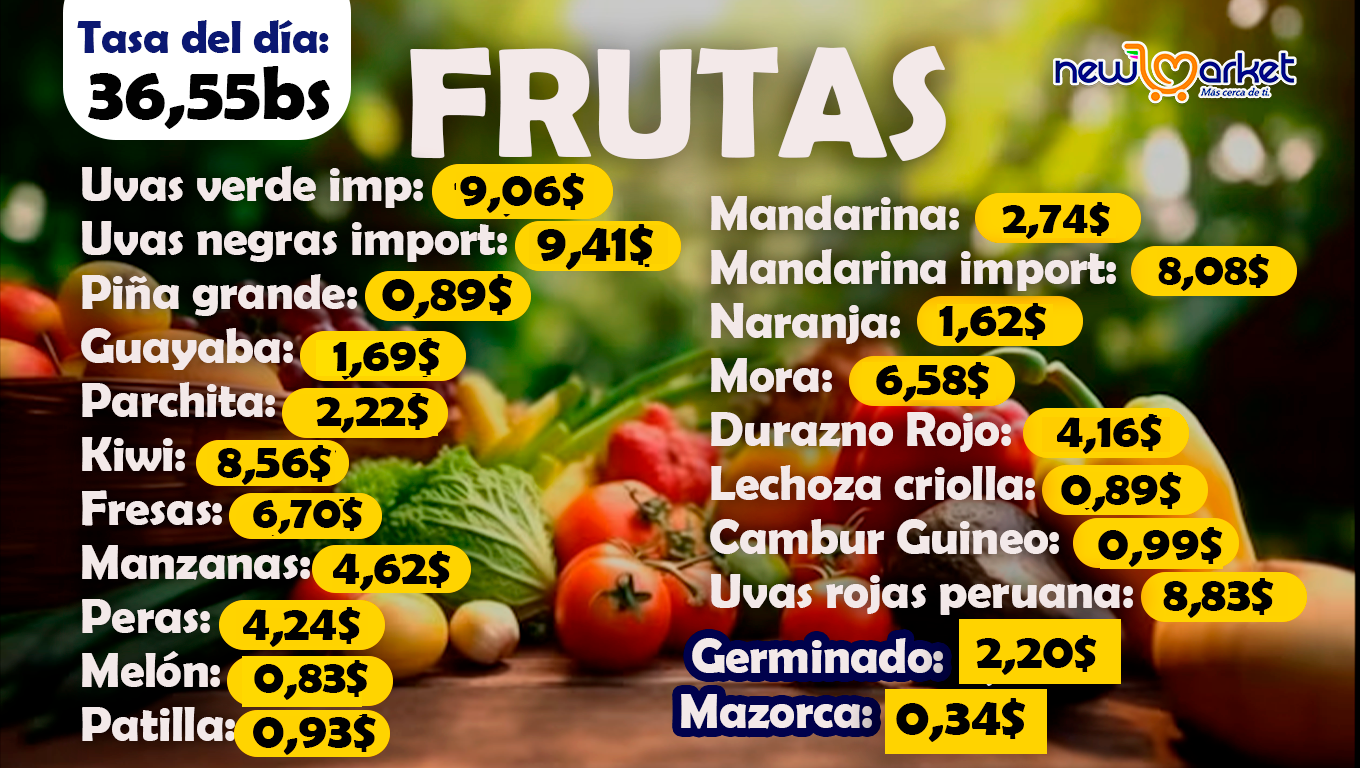 Tasa del día:
36,55bs
FRUTAS
new market
Más cerca de ti.
Uvas verde imp: 9,06$
Uvas negras import: 9,41$
Piña grande: 0,89$
Guayaba: 1,69$
Parchita: 2,22$
Kiwi: 8,56$
Fresas: 6,70$
Manzanas: 4,62$
Peras: 4,24$
Melón: 0,83$
Patilla: 0,93$
Mandarina: 2,74$
Mandarina import: 8,08$
Naranja: 1,62$
Mora: 6,58$
Durazno Rojo: 4,16$
Lechoza criolla: 0,89$
Cambur Guineo: 0,99$
Uvas rojas peruana: 8,83$
Germinado: 2,20$
Mazorca: 0,34$